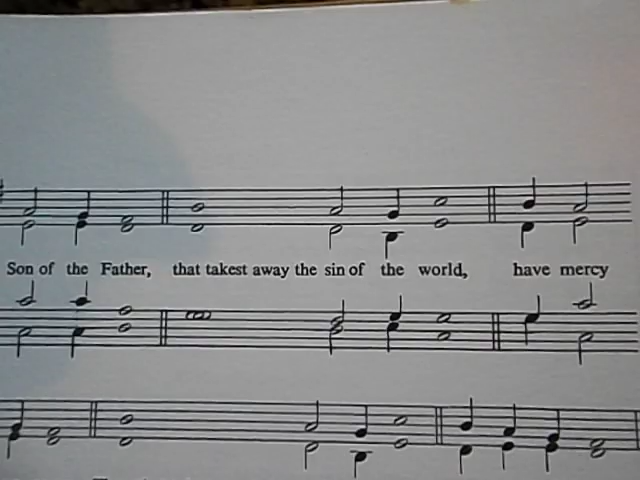 Son of the Father, that takest away the sin of the world, have mercy